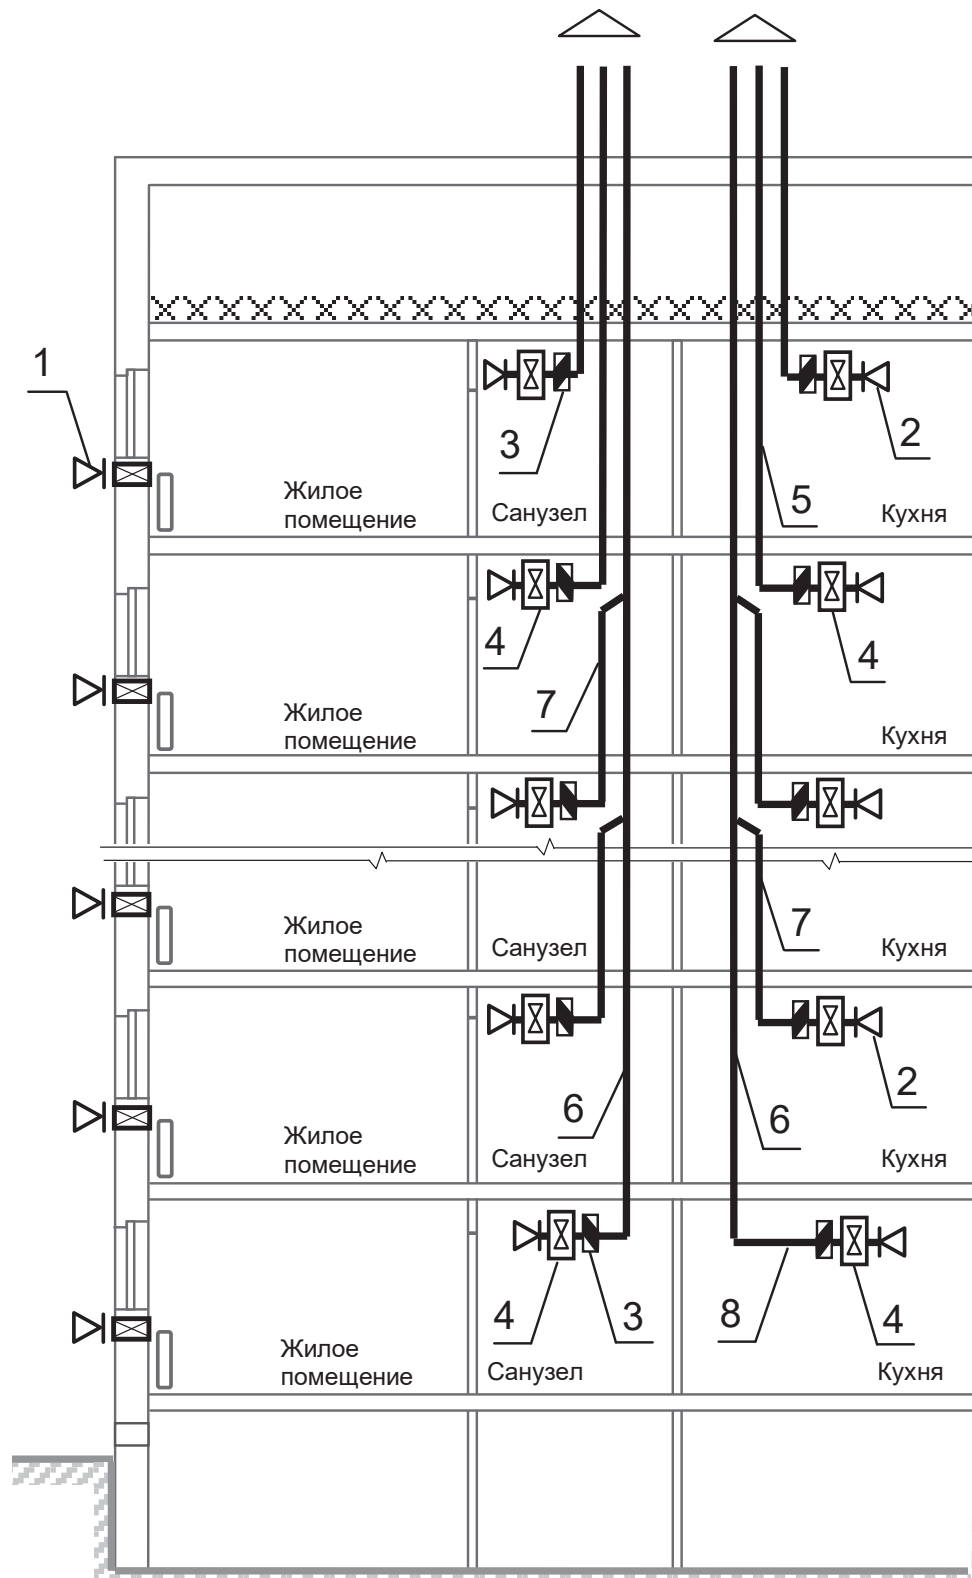 1
3
2
5
Жилое
помещение
Санузел
Кухня
4
4
7
Жилое
помещение
Кухня
7
Жилое
помещение
Санузел
Кухня
2
6
6
Жилое
помещение
Санузел
Кухня
4
3
8
4
Жилое
помещение
Санузел
Кухня